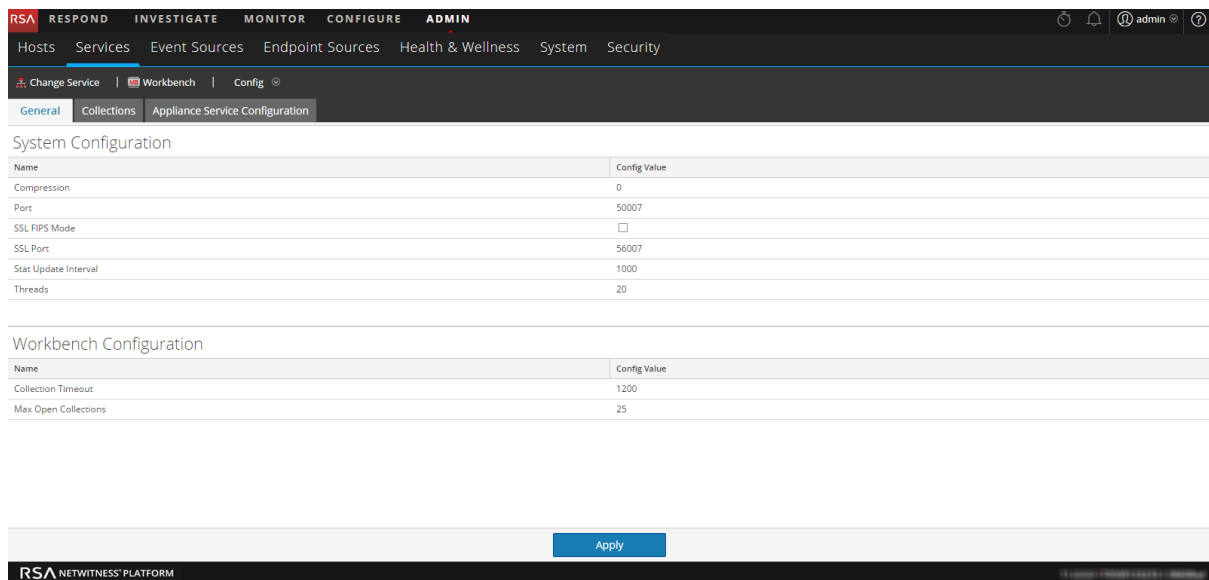 RSA RESPOND INVESTIGATE MONITOR CONFIGURE ADMIN admin ?
Hosts Services Event Sources Endpoint Sources Health & Wellness System Security
Change Service | Workbench | Config
General Collections Appliance Service Configuration
System Configuration
Name Config Value
Compression 0
Port 50007
SSL FIPS Mode
SSL Port 56007
Stat Update Interval 1000
Threads 20
Workbench Configuration
Name Config Value
Collection Timeout 1200
Max Open Collections 25
Apply
RSA NETWITNESS® PLATFORM